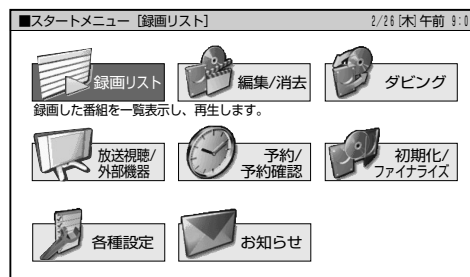 ■スタートメニュー［録画リスト］ 2/26[木]午前 9:0
録画リスト 編集/消去 ダビング
録画した番組を一覧表示し、再生します。
放送視聴/ 予約/ 初期化/
外部機器 予約確認 ファイナライズ
各種設定 お知らせ